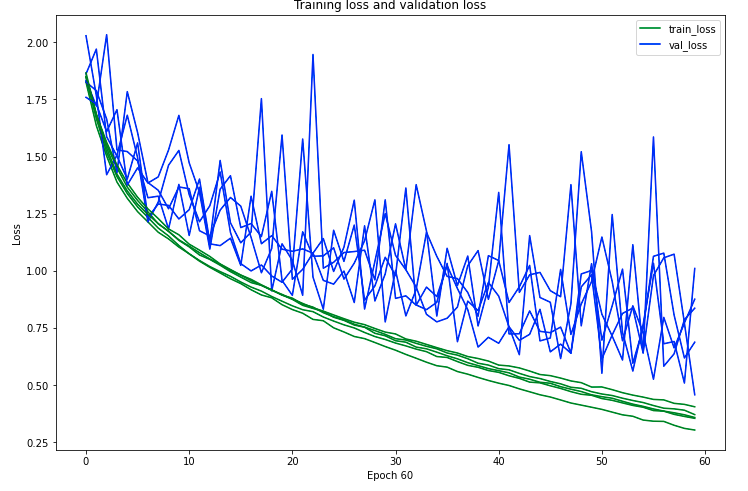 Training loss and validation loss
train_loss
val_loss
2.00
1.75
1.50
1.25
1.00
0.75
0.50
0.25
Loss
0 10 20 30 40 50 60
Epoch 60